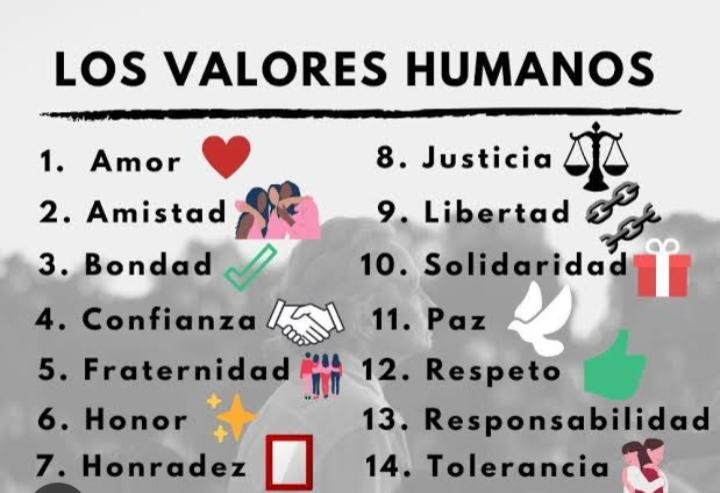 LOS VALORES HUMANOS
1. Amor
2. Amistad
3. Bondad
4. Confianza
5. Fraternidad
6. Honor
7. Honradez
8. Justicia
9. Libertad
10. Solidaridad
11. Paz
12. Respeto
13. Responsabilidad
14. Tolerancia